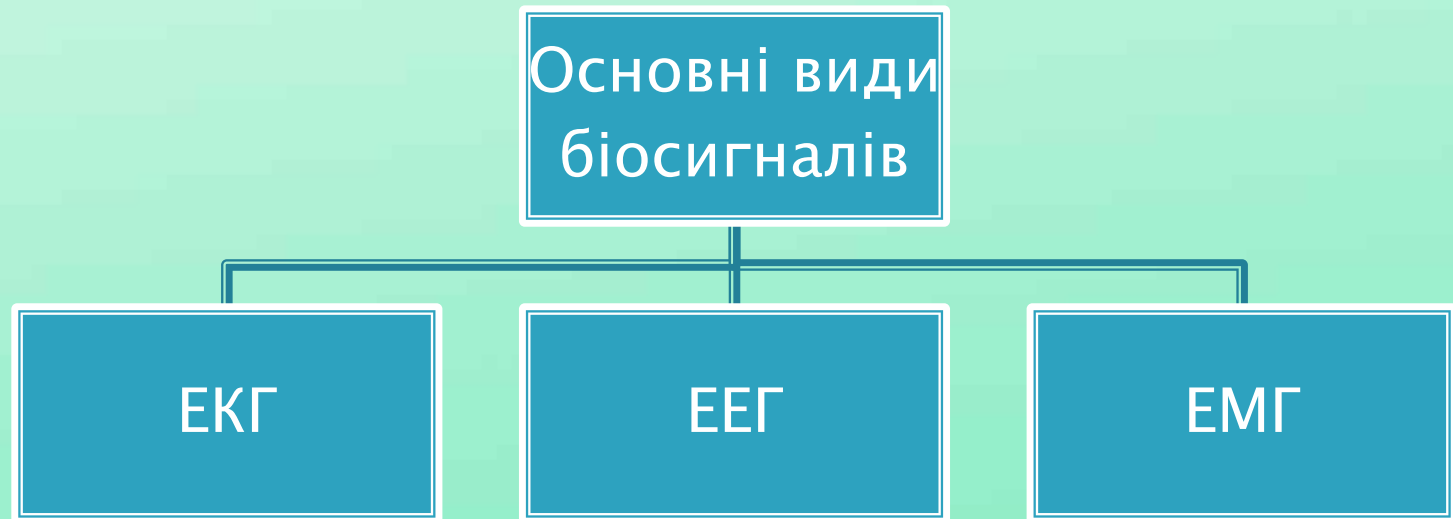 Основні види
біосигналів
ЕКГ
ЕЕГ
ЕМГ